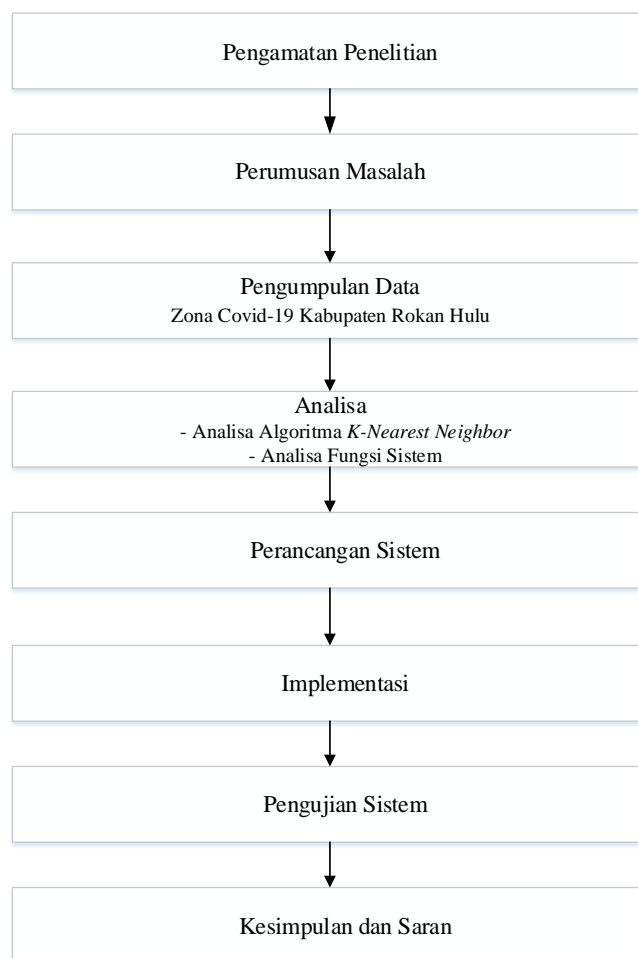 Pengamatan Penelitian
Perumusan Masalah
Pengumpulan Data
Zona Covid-19 Kabupaten Rokan Hulu
Analisa
- Analisa Algoritma K-Nearest Neighbor
- Analisa Fungsi Sistem
Perancangan Sistem
Implementasi
Pengujian Sistem
Kesimpulan dan Saran